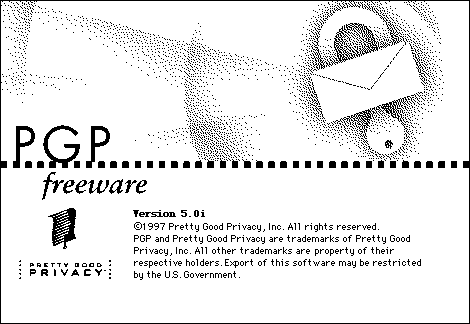 PGP
freeware
Version 5.0i
©1997 Pretty Good Privacy, Inc. All rights reserved.
PGP and Pretty Good Privacy are trademarks of Pretty Good
Privacy, Inc. All other trademarks are property of their
respective holders. Export of this software may be restricted
by the U.S. Government.
PRETTY GOOD
PRIVACY